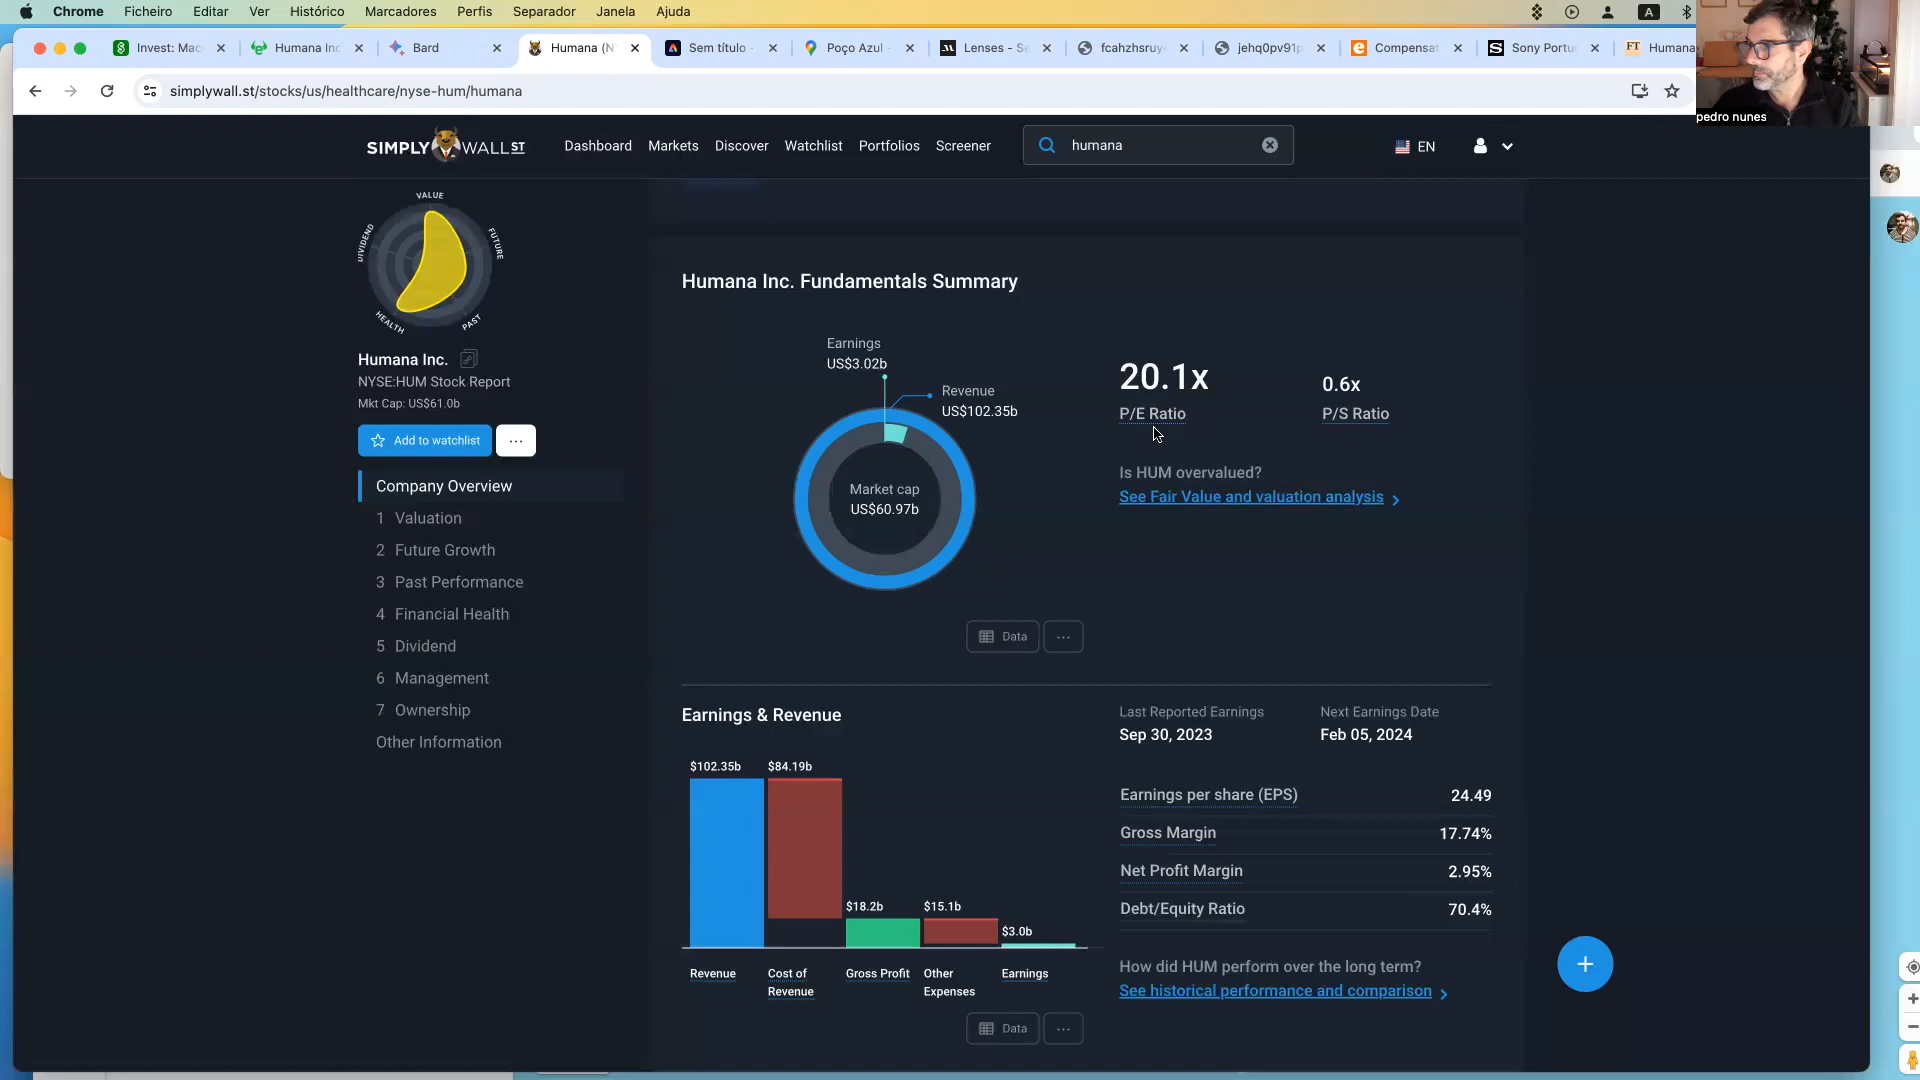 Chrome Ficheiro Editar Ver Histórico Marcadores Perfis Separador Janela Ajuda
A
Invest: Mac
Humana Inc
Bard
Humana (N
Sem título -
Poço Azul -
Lenses - Se
fcahzhsruy
jehq0pv91p
Compensat
Sony Portu
FT Humana
simplywall.st/stocks/us/healthcare/nyse-hum/humana
pedro nunes
SIMPLY WALL ST
Dashboard Markets Discover Watchlist Portfolios Screener
humana
EN
VALUE
FUTURE
PAST
HEALTH
DIVIDEND
Humana Inc.
NYSE:HUM Stock Report
Mkt Cap: US$61.0b
Add to watchlist
...
Company Overview
1 Valuation
2 Future Growth
3 Past Performance
4 Financial Health
5 Dividend
6 Management
7 Ownership
Other Information
Humana Inc. Fundamentals Summary
Earnings
US$3.02b
Revenue
US$102.35b
Market cap
US$60.97b
20.1x
P/E Ratio
0.6x
P/S Ratio
Is HUM overvalued?
See Fair Value and valuation analysis
Data ...
Earnings & Revenue
$102.35b
$84.19b
$18.2b
$15.1b
$3.0b
Revenue
Cost of
Revenue
Gross Profit
Other
Expenses
Earnings
Data ...
Last Reported Earnings
Sep 30, 2023
Next Earnings Date
Feb 05, 2024
Earnings per share (EPS) 24.49
Gross Margin 17.74%
Net Profit Margin 2.95%
Debt/Equity Ratio 70.4%
How did HUM perform over the long term?
See historical performance and comparison